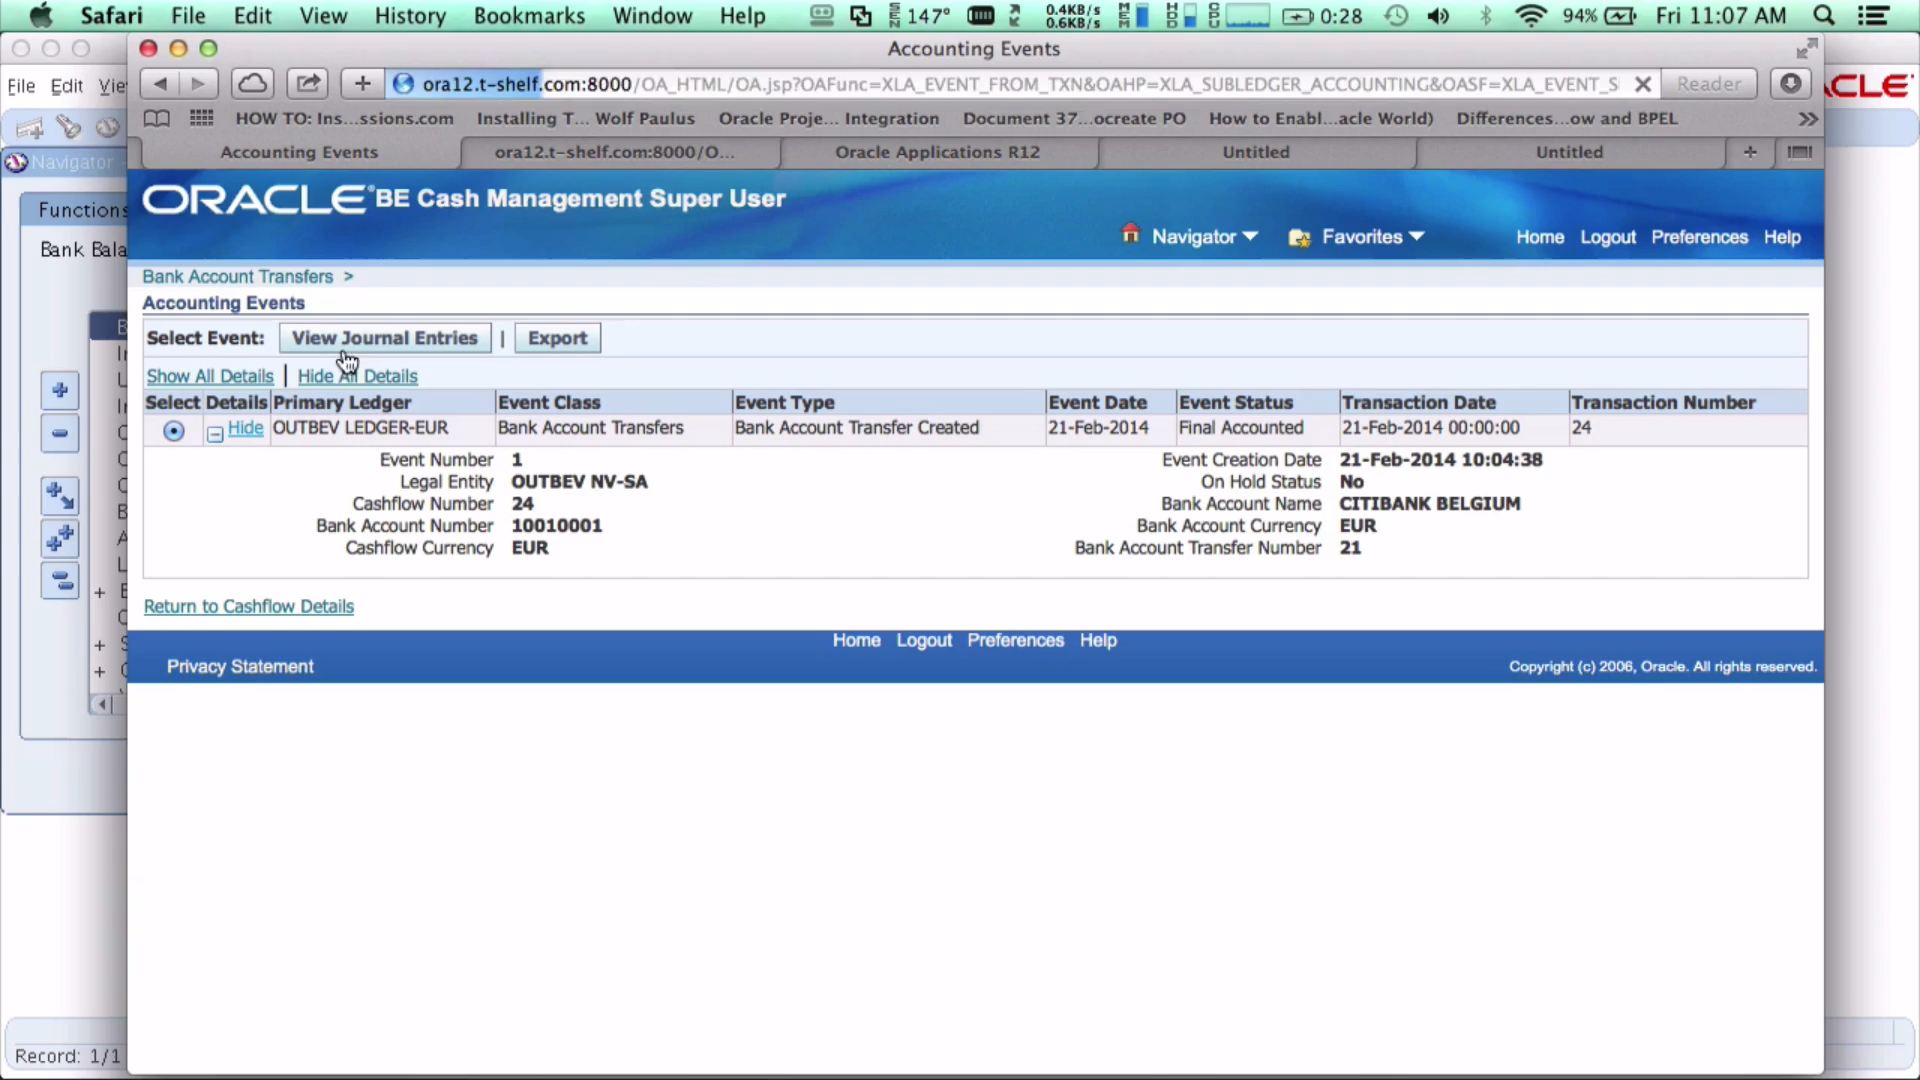 Safari File Edit View History Bookmarks Window Help SEN 147° 0.4KB/s 0.6KB/s MEM HDD CPU 0:28 94% Fri 11:07 AM
Accounting Events
File Edit Vie
ora12.t-shelf.com:8000/OA_HTML/OA.jsp?OAFunc=XLA_EVENT_FROM_TXN&OAHP=XLA_SUBLEDGER_ACCOUNTING&OASF=XLA_EVENT_S Reader
CLE
HOW TO: Ins...ssions.com Installing T... Wolf Paulus Oracle Proje... Integration Document 37...ocreate PO How to Enabl...acle World) Differences...ow and BPEL
Navigator
Accounting Events ora12.t-shelf.com:8000/O... Oracle Applications R12 Untitled Untitled
Functions
Bank Bala
ORACLE BE Cash Management Super User
Navigator Favorites Home Logout Preferences Help
Bank Account Transfers >
Accounting Events
Select Event: View Journal Entries | Export
Show All Details | Hide All Details
Select Details Primary Ledger Event Class Event Type Event Date Event Status Transaction Date Transaction Number
Hide OUTBEV LEDGER-EUR Bank Account Transfers Bank Account Transfer Created 21-Feb-2014 Final Accounted 21-Feb-2014 00:00:00 24
Event Number 1 Event Creation Date 21-Feb-2014 10:04:38
Legal Entity OUTBEV NV-SA On Hold Status No
Cashflow Number 24 Bank Account Name CITIBANK BELGIUM
Bank Account Number 10010001 Bank Account Currency EUR
Cashflow Currency EUR Bank Account Transfer Number 21
Return to Cashflow Details
Home Logout Preferences Help
Privacy Statement Copyright (c) 2006, Oracle. All rights reserved.
Record: 1/1